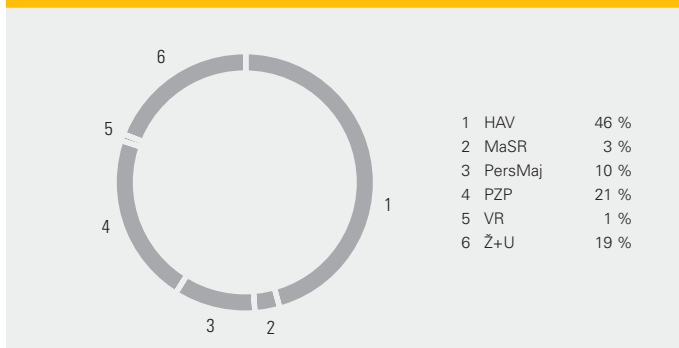 6
5
1
4
3
2
1 HAV 46 %
2 MaSR 3 %
3 PersMaj 10 %
4 PZP 21 %
5 VR 1 %
6 Ž+U 19 %